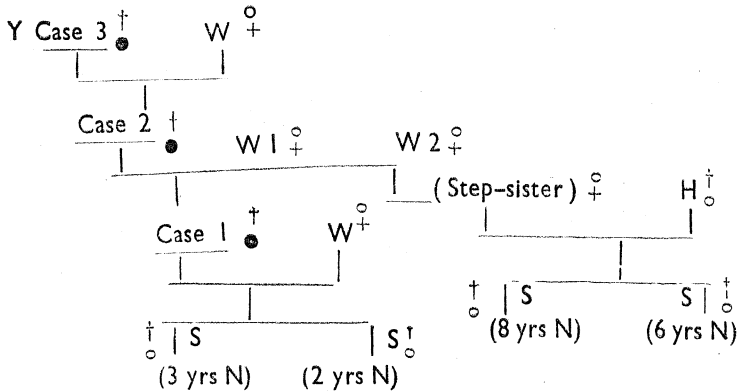 Y Case 3 W
Case 2 W 1 W 2
(Step-sister) H
Case 1 W
S S S S
(8 yrs N) (6 yrs N)
(3 yrs N) (2 yrs N)